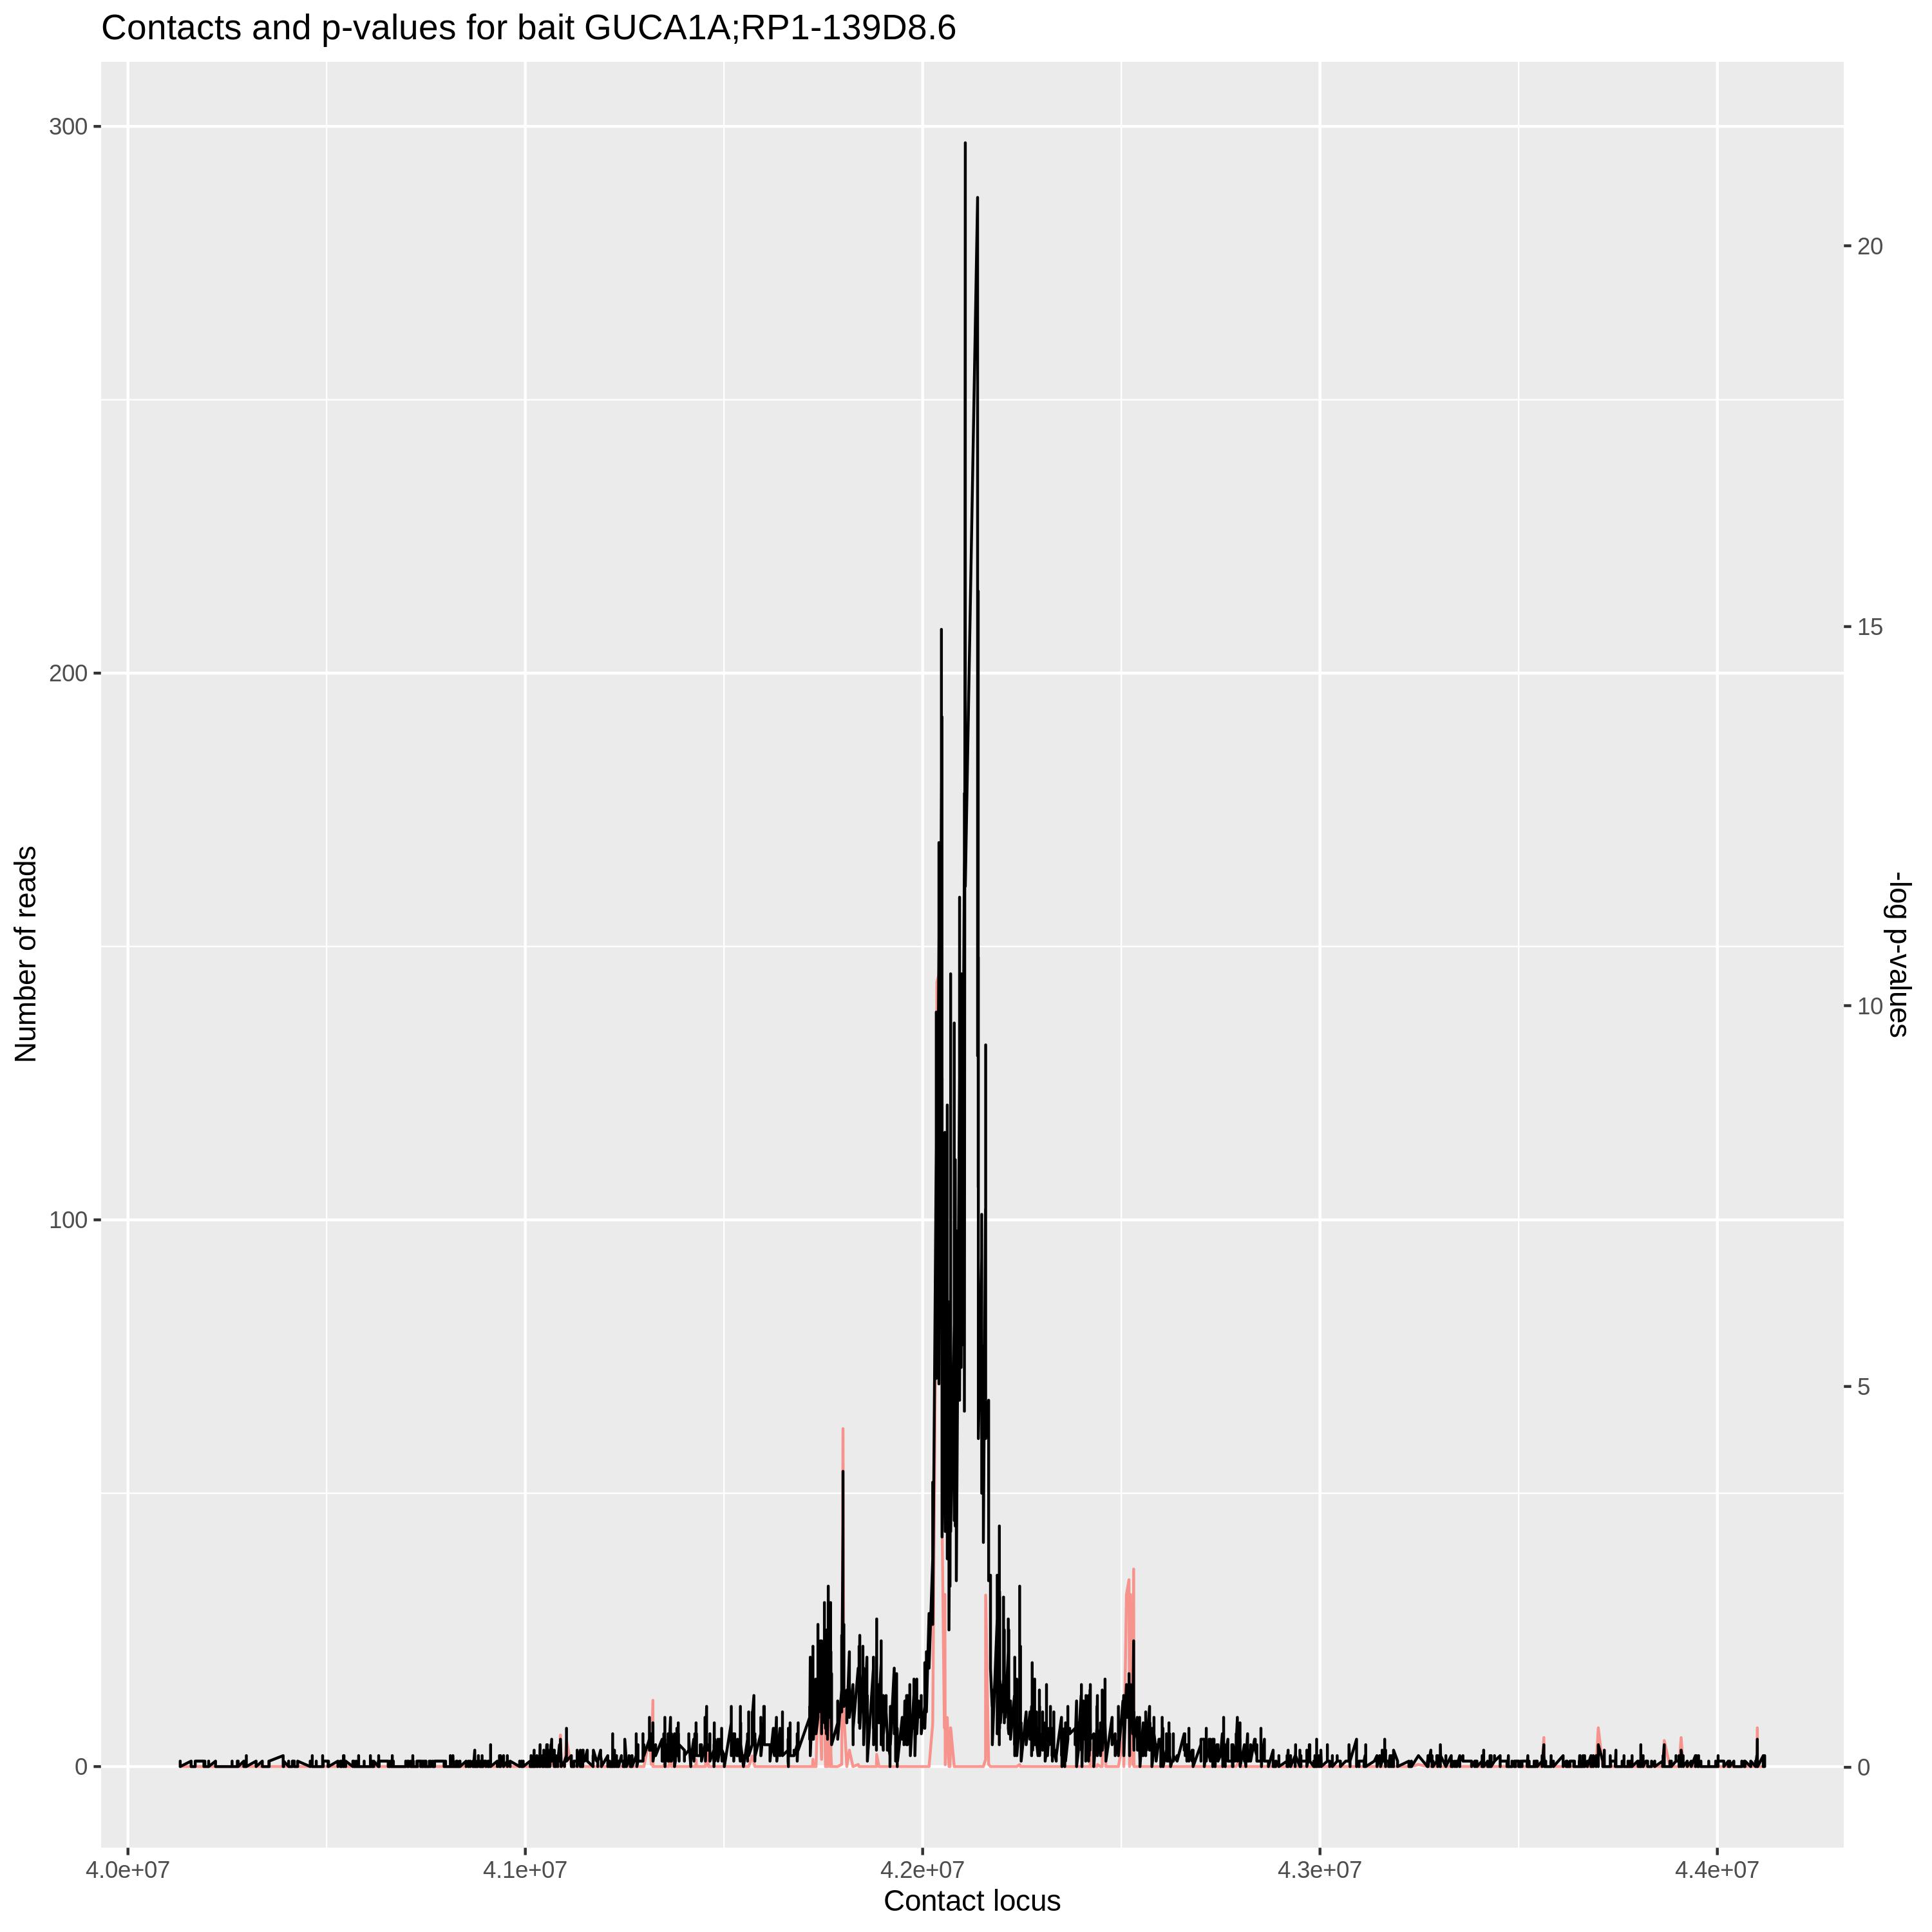 Contacts and p-values for bait GUCA1A;RP1-139D8.6
300
200
100
0
Number of reads
20
15
10
5
0
-log p-values
4.0e+07 4.1e+07 4.2e+07 4.3e+07 4.4e+07
Contact locus